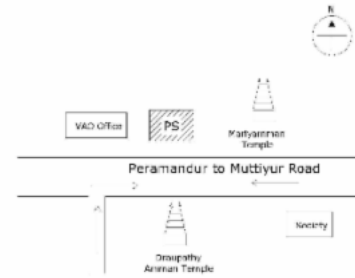 N
VAO Office
PS
Mariyamman
Temple
Peramandur to Muttiyur Road
Society
Draupathy
Amman Temple